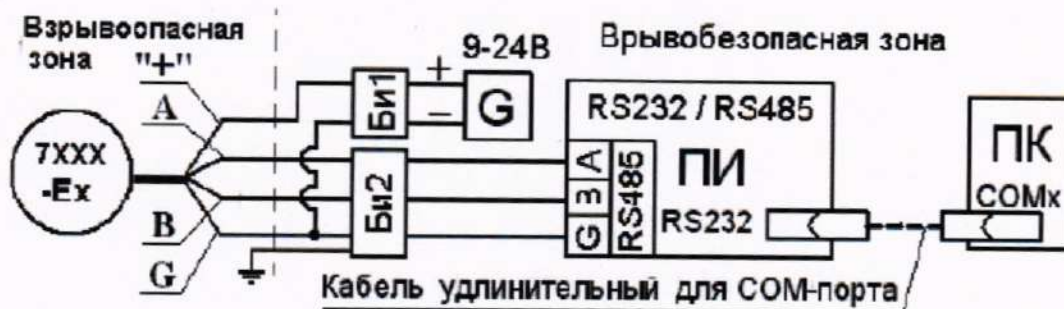 Взрывоопасная
зона
"+"
A
7XXX
-Ex
B
G
Би1
Би2
+
–
9-24В
G
Врывобезопасная зона
RS232 / RS485
A
B
G
RS485
ПИ
RS232
ПК
COMx
Кабель удлинительный для COM-порта